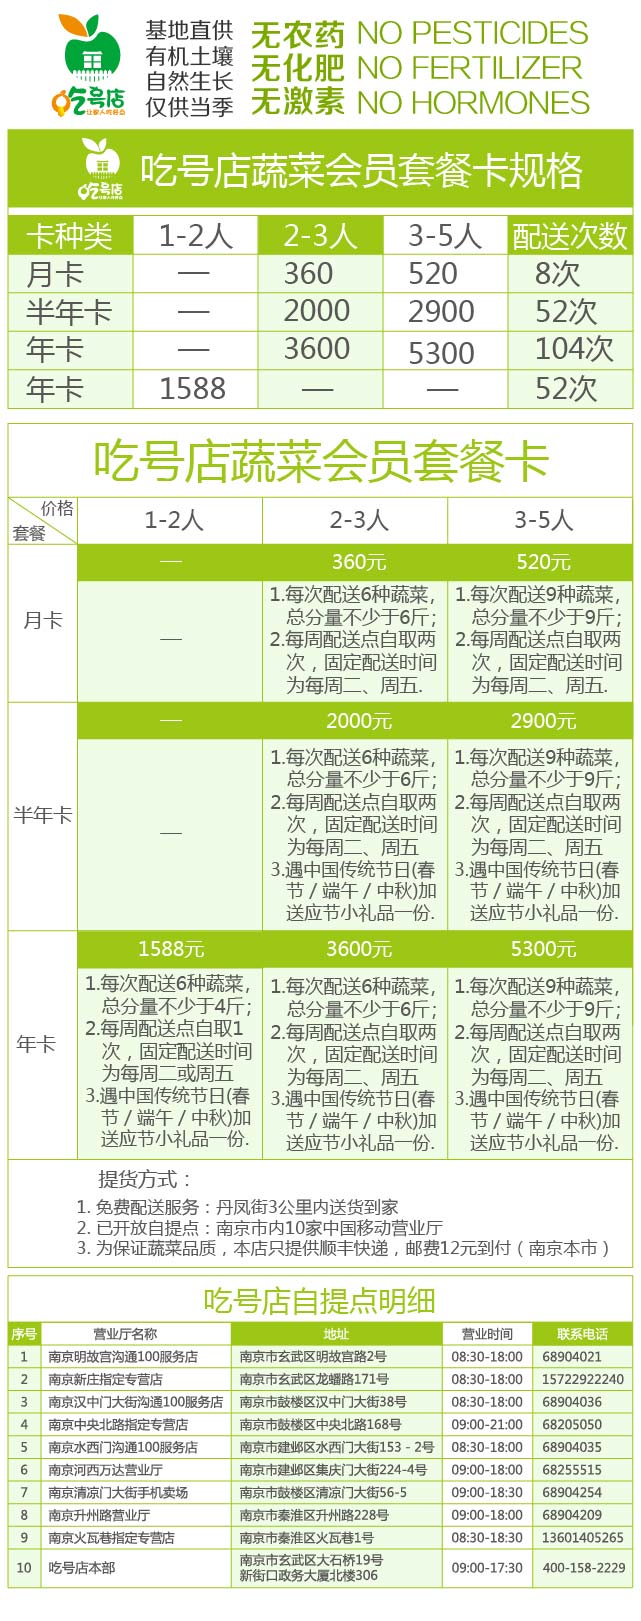 吃号店
让家人吃好点
基地直供
有机土壤
自然生长
仅供当季
无农药 NO PESTICIDES
无化肥 NO FERTILIZER
无激素 NO HORMONES
吃号店
让家人吃好点
吃号店蔬菜会员套餐卡规格
卡种类 1-2人 2-3人 3-5人 配送次数
月卡 — 360 520 8次
半年卡 — 2000 2900 52次
年卡 — 3600 5300 104次
年卡 1588 — — 52次
吃号店蔬菜会员套餐卡
价格
套餐
1-2人 2-3人 3-5人
月卡
— 360元 520元
—
1.每次配送6种蔬菜,
总分量不少于6斤;
2.每周配送点自取两
次，固定配送时间
为每周二、周五.
1.每次配送9种蔬菜,
总分量不少于9斤;
2.每周配送点自取两
次，固定配送时间
为每周二、周五.
半年卡
— 2000元 2900元
—
1.每次配送6种蔬菜,
总分量不少于6斤;
2.每周配送点自取两
次，固定配送时间
为每周二、周五
3.遇中国传统节日(春
节/端午/中秋)加
送应节小礼品一份.
1.每次配送9种蔬菜,
总分量不少于9斤;
2.每周配送点自取两
次，固定配送时间
为每周二、周五
3.遇中国传统节日(春
节/端午/中秋)加
送应节小礼品一份.
年卡
1588元 3600元 5300元
1.每次配送6种蔬菜,
总分量不少于4斤;
2.每周配送点自取1
次，固定配送时间
为每周二或周五
3.遇中国传统节日(春
节/端午/中秋)加
送应节小礼品一份.
1.每次配送6种蔬菜,
总分量不少于6斤;
2.每周配送点自取两
次，固定配送时间
为每周二、周五
3.遇中国传统节日(春
节/端午/中秋)加
送应节小礼品一份.
1.每次配送9种蔬菜,
总分量不少于9斤;
2.每周配送点自取两
次，固定配送时间
为每周二、周五
3.遇中国传统节日(春
节/端午/中秋)加
送应节小礼品一份.
提货方式：
1. 免费配送服务：丹凤街3公里内送货到家
2. 已开放自提点：南京市内10家中国移动营业厅
3. 为保证蔬菜品质，本店只提供顺丰快递，邮费12元到付（南京本市）
吃号店自提点明细
序号 营业厅名称 地址 营业时间 联系电话
1 南京明故宫沟通100服务店 南京市玄武区明故宫路2号 08:30-18:00 68904021
2 南京新庄指定专营店 南京市玄武区龙蟠路171号 08:30-18:00 15722922240
3 南京汉中门大街沟通100服务店 南京市鼓楼区汉中门大街38号 08:30-18:00 68904036
4 南京中央北路指定专营店 南京市鼓楼区中央北路168号 09:00-21:00 68205050
5 南京水西门沟通100服务店 南京市建邺区水西门大街153－2号 08:30-18:00 68904035
6 南京河西万达营业厅 南京市建邺区集庆门大街224-4号 09:00-18:00 68255515
7 南京清凉门大街手机卖场 南京市鼓楼区清凉门大街56-5 09:00-18:30 68904254
8 南京升州路营业厅 南京市秦淮区升州路228号 09:00-18:00 68904209
9 南京火瓦巷指定专营店 南京市秦淮区火瓦巷1号 08:30-18:30 13601405265
10 吃号店本部 南京市玄武区大石桥19号
新街口政务大厦北楼306 09:00-17:30 400-158-2229